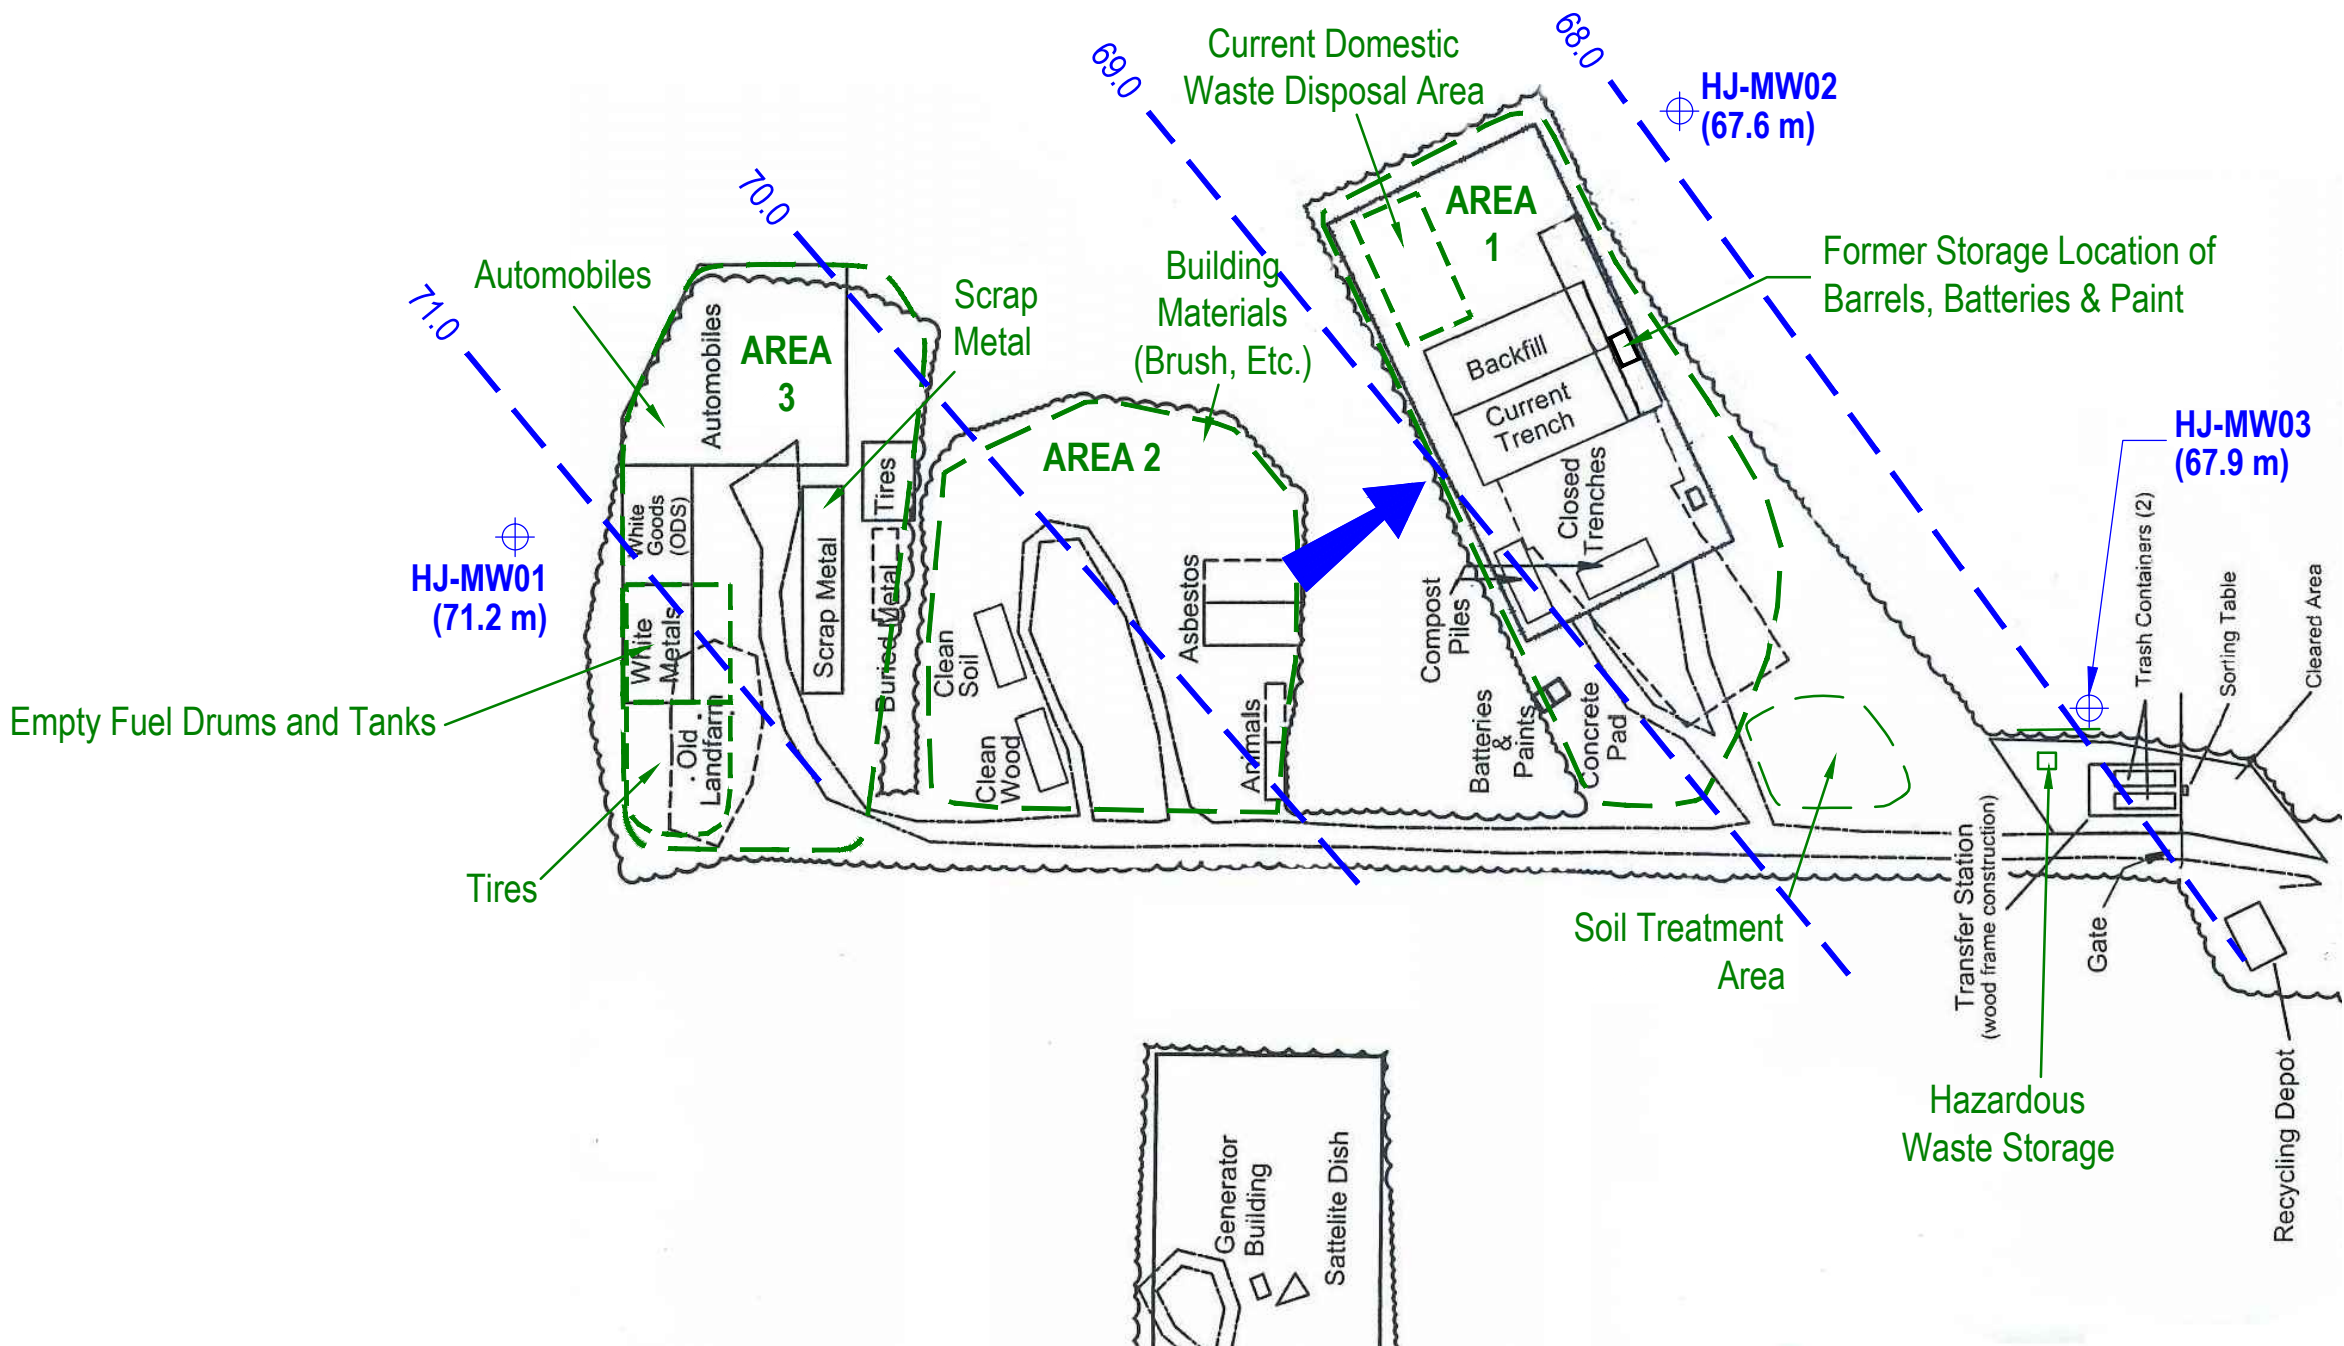 Current Domestic
Waste Disposal Area
69.0
68.0
HJ-MW02
(67.6 m)
70.0
71.0
AREA
1
Automobiles
Building
Materials
(Brush, Etc.)
Scrap
Metal
Former Storage Location of
Barrels, Batteries & Paint
Automobiles
AREA
3
Backfill
Current
Trench
AREA 2
HJ-MW03
(67.9 m)
Tires
White
Goods
(ODS)
Closed
Trenches
HJ-MW01
(71.2 m)
Scrap Metal
Buried Metal
Asbestos
Compost
Piles
Trash Containers (2)
Sorting Table
Cleared Area
White
Metals
Clean
Soil
Empty Fuel Drums and Tanks
Old
Landfarm
Clean
Wood
Animals
Batteries
&
Paints
Concrete
Pad
Tires
Soil Treatment
Area
Transfer Station
(wood frame construction)
Gate
Hazardous
Waste Storage
Recycling Depot
Generator
Building
Sattelite Dish